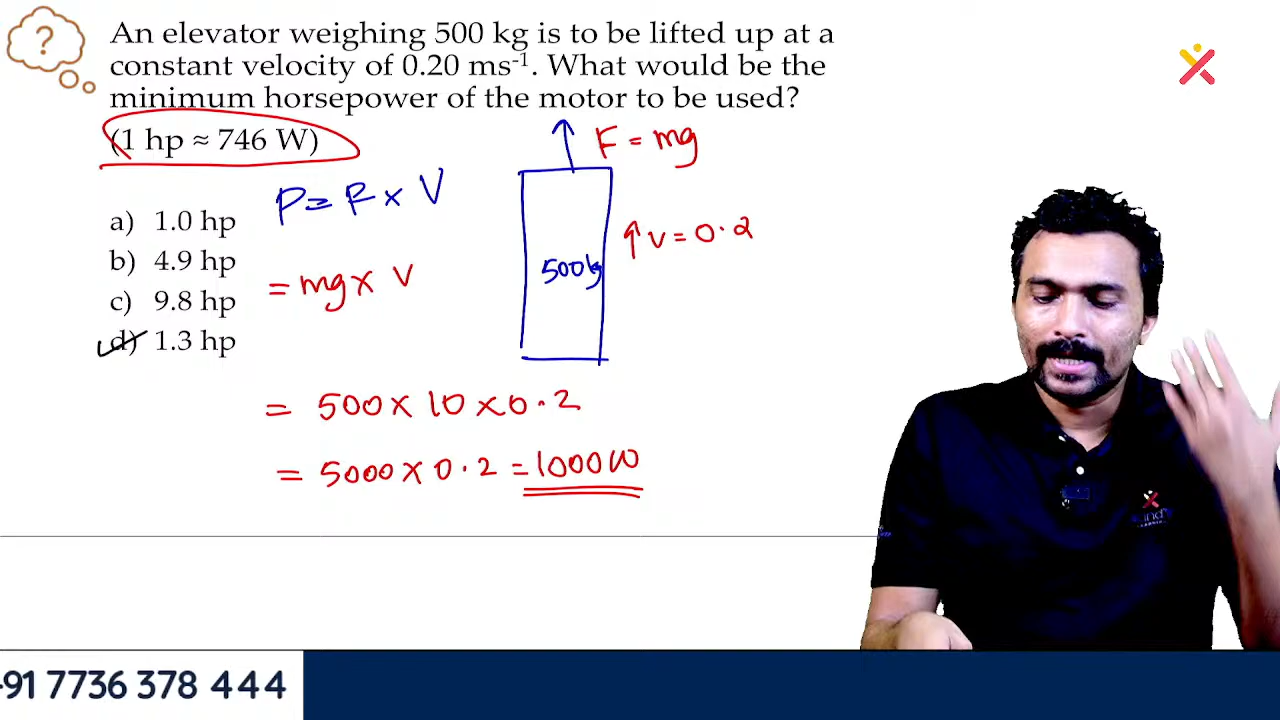 ?
An elevator weighing 500 kg is to be lifted up at a
constant velocity of 0.20 ms⁻¹. What would be the
minimum horsepower of the motor to be used?
(1 hp ≈ 746 W)
F = mg
P = F × V
a) 1.0 hp
↑ v = 0.2
b) 4.9 hp
500kg
= mg × V
c) 9.8 hp
d) 1.3 hp
= 500 × 10 × 0.2
= 5000 × 0.2 = 1000W
+91 7736 378 444